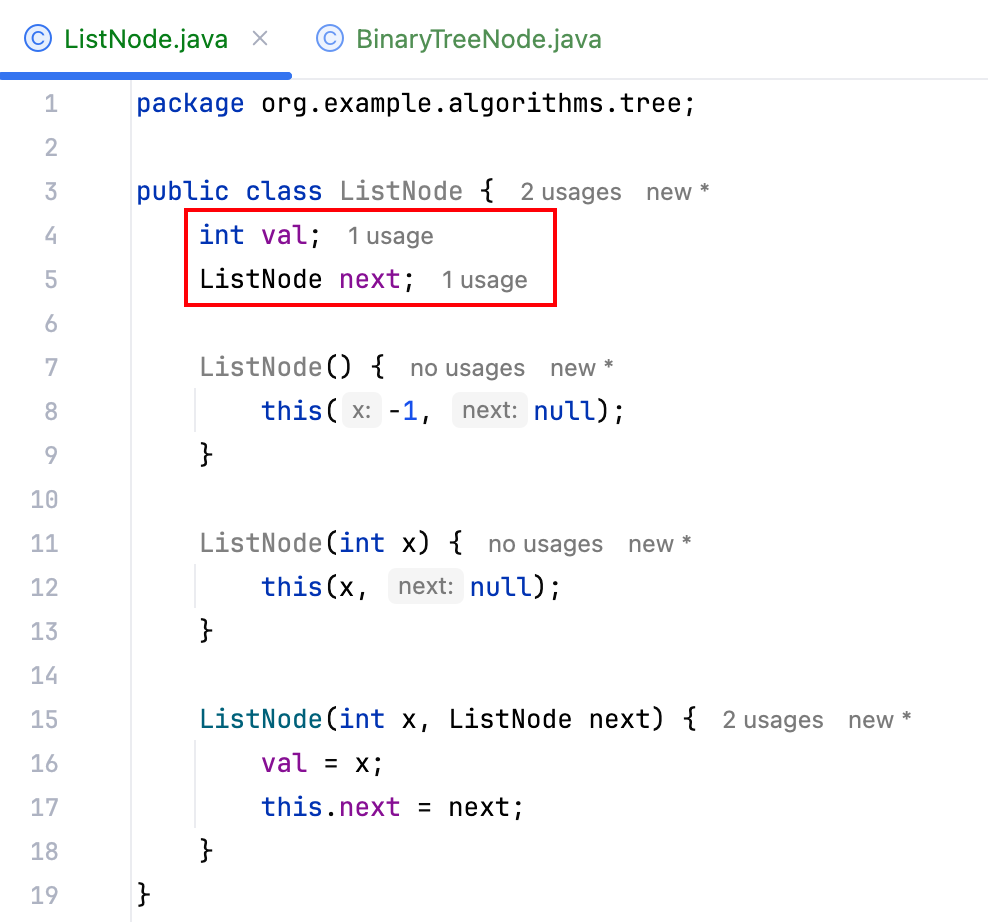 ListNode.java × BinaryTreeNode.java
1 package org.example.algorithms.tree;
2
3 public class ListNode { 2 usages new *
4 int val; 1 usage
5 ListNode next; 1 usage
6
7 ListNode() { no usages new *
8 this( x: -1, next: null);
9 }
10
11 ListNode(int x) { no usages new *
12 this(x, next: null);
13 }
14
15 ListNode(int x, ListNode next) { 2 usages new *
16 val = x;
17 this.next = next;
18 }
19 }